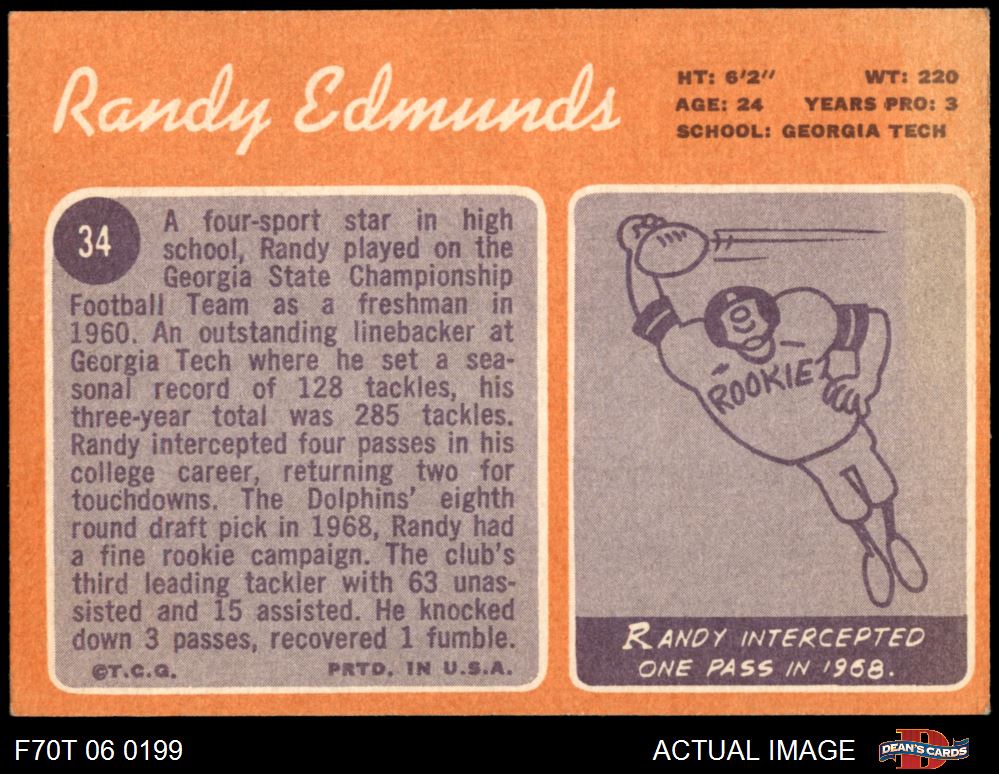 Randy Edmunds
HT: 6'2" WT: 220
AGE: 24 YEARS PRO: 3
SCHOOL: GEORGIA TECH
34
A four-sport star in high
school, Randy played on the
Georgia State Championship
Football Team as a freshman in
1960. An outstanding linebacker at
Georgia Tech where he set a sea-
sonal record of 128 tackles, his
three-year total was 285 tackles.
Randy intercepted four passes in his
college career, returning two for
touchdowns. The Dolphins' eighth
round draft pick in 1968, Randy had
a fine rookie campaign. The club's
third leading tackler with 63 unas-
sisted and 15 assisted. He knocked
down 3 passes, recovered 1 fumble.
©T.C.G. PRTD. IN U.S.A.
ROOKIE
RANDY INTERCEPTED
ONE PASS IN 1968.
F70T 06 0199
ACTUAL IMAGE
D
DEAN'S CARDS